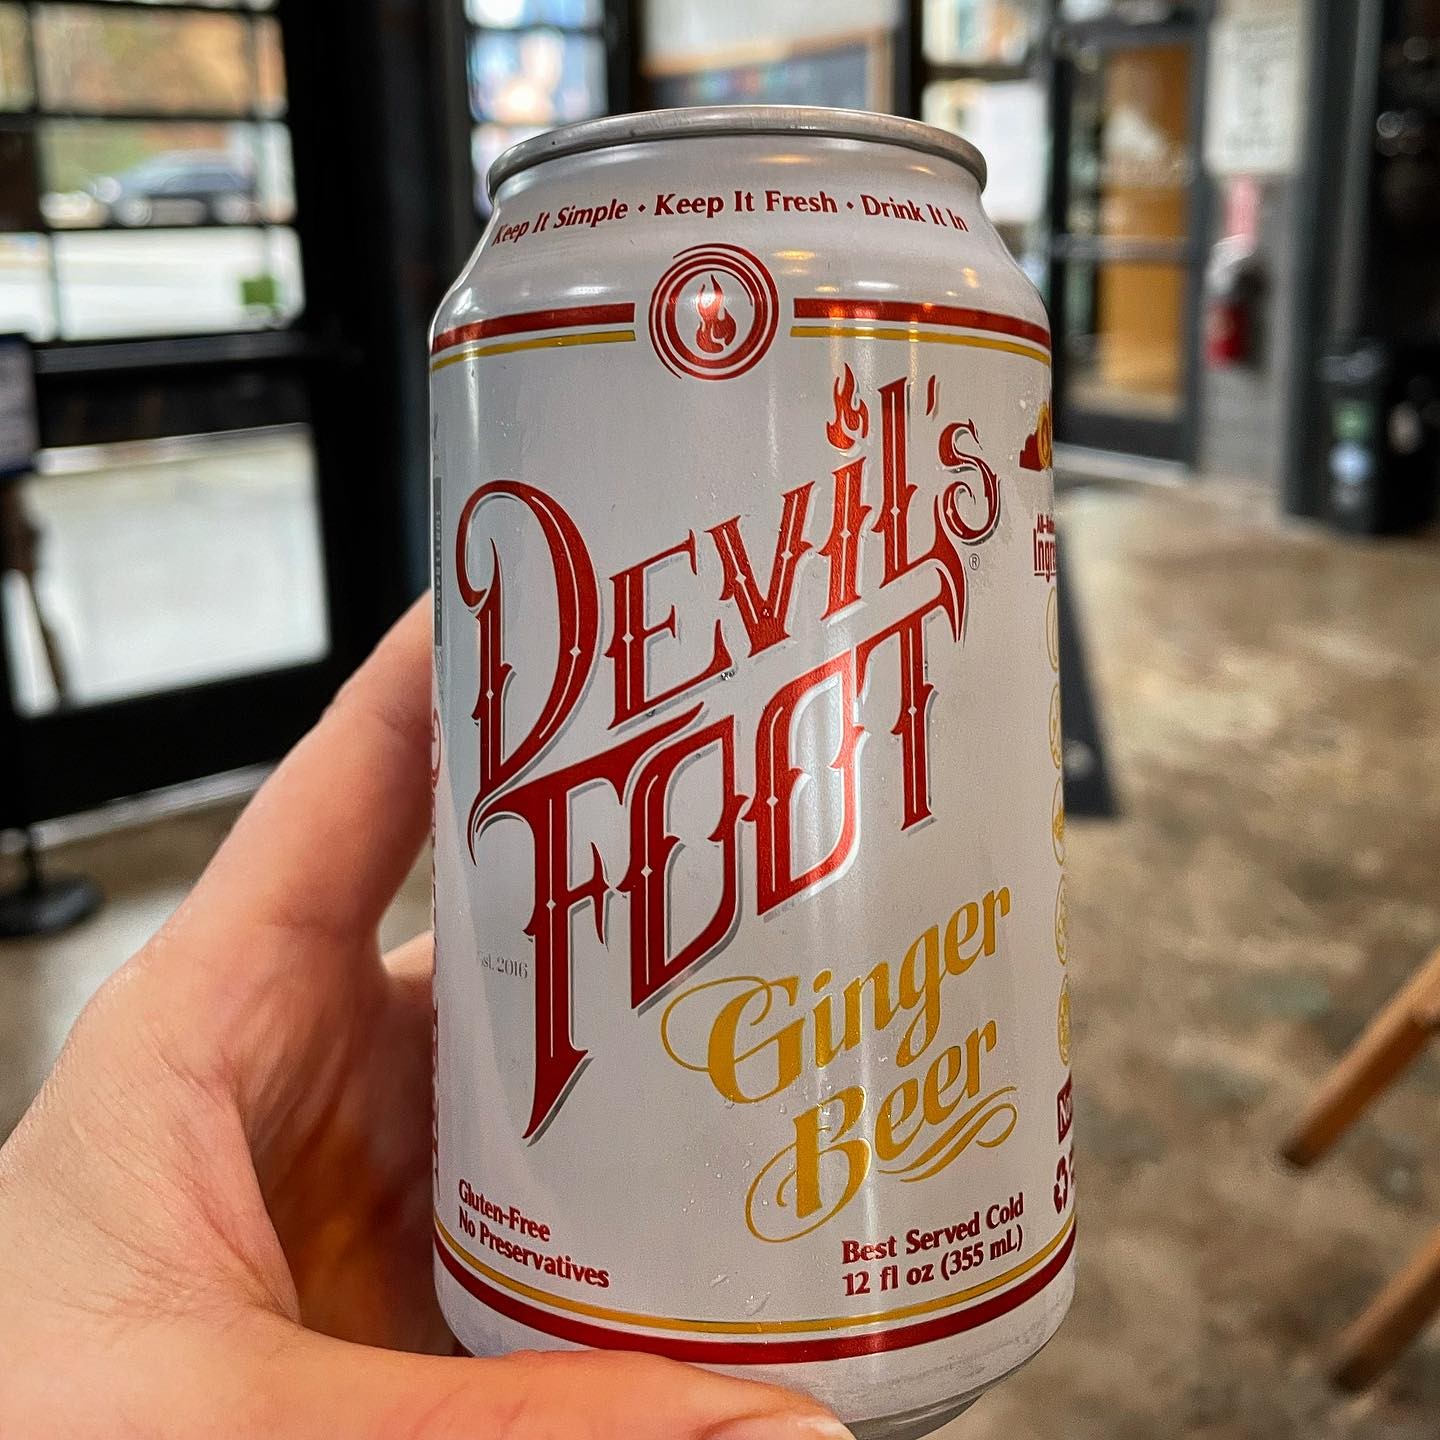 Keep It Simple • Keep It Fresh • Drink It In
DEVIL'S
®
FOOT
Est. 2016
Ginger
Beer
Gluten-Free
No Preservatives
Best Served Cold
12 fl oz (355 mL)